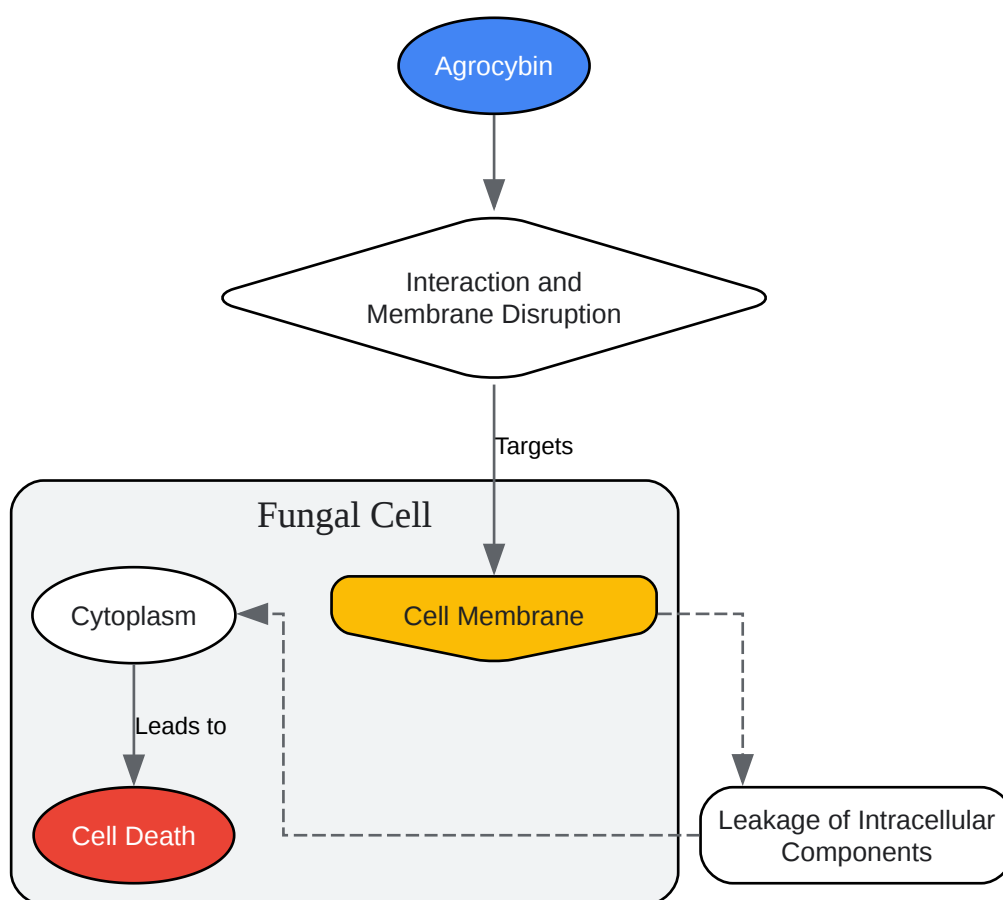 Agrocybin
Interaction and
Membrane Disruption
Targets
Fungal Cell
Cytoplasm
Cell Membrane
Leads to
Cell Death
Leakage of Intracellular
Components